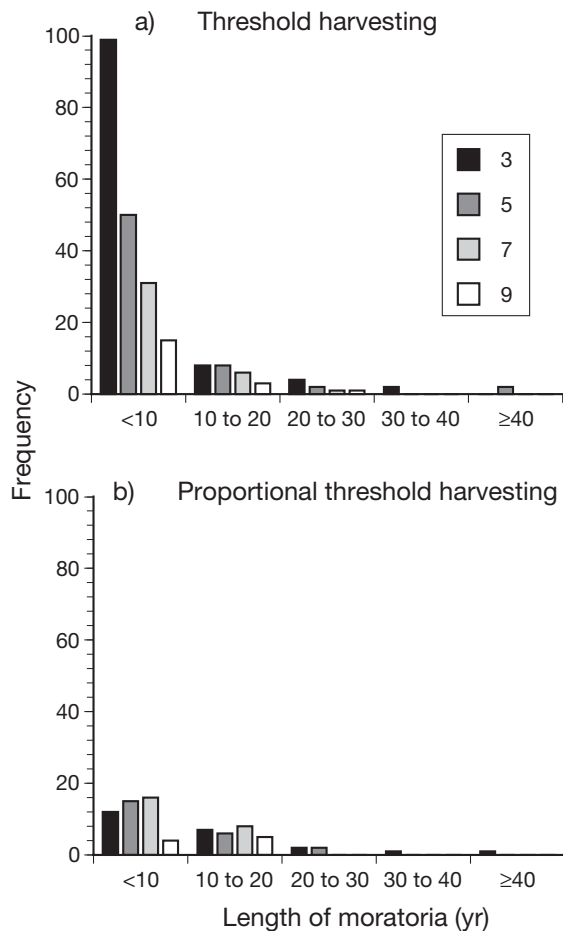 a) Threshold harvesting
100
80
60
40
20
0
3
5
7
9
<10 10 to 20 20 to 30 30 to 40 ≥40
Frequency
b) Proportional threshold harvesting
100
80
60
40
20
0
<10 10 to 20 20 to 30 30 to 40 ≥40
Length of moratoria (yr)